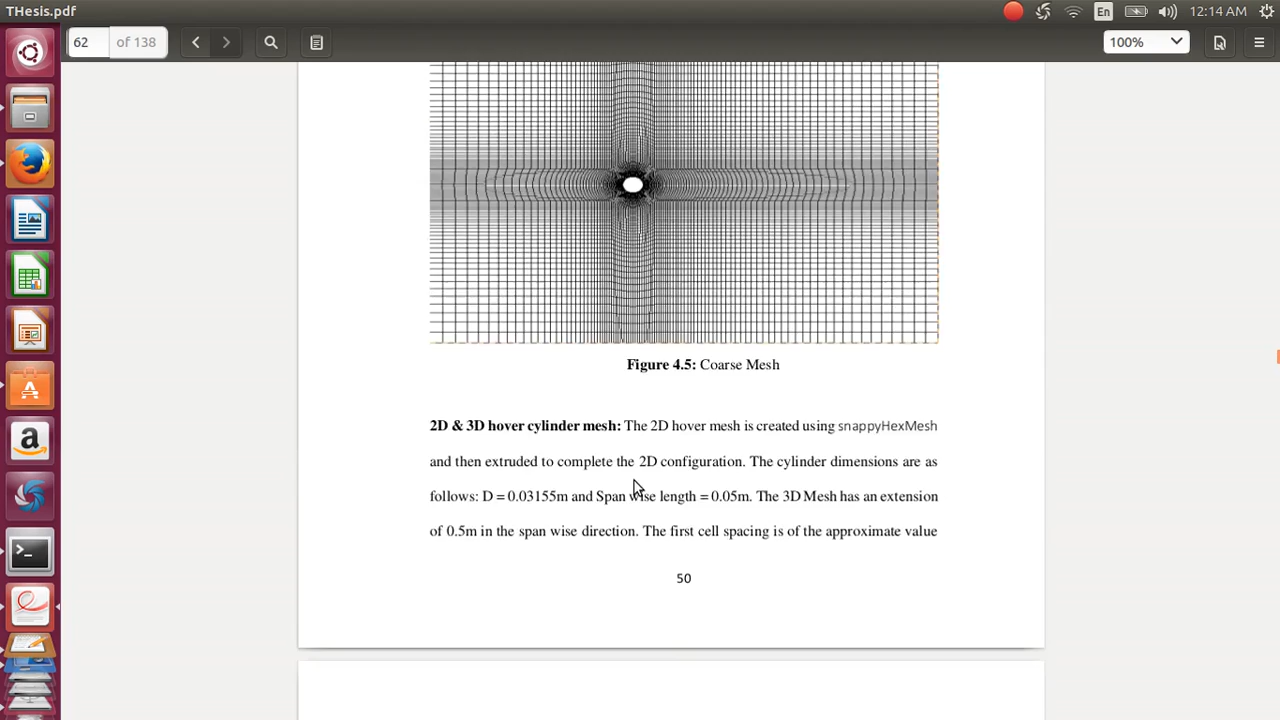 THesis.pdf
En
12:14 AM
62
of 138
100%
Figure 4.5: Coarse Mesh
2D & 3D hover cylinder mesh: The 2D hover mesh is created using snappyHexMesh
and then extruded to complete the 2D configuration. The cylinder dimensions are as
follows: D = 0.03155m and Span wise length = 0.05m. The 3D Mesh has an extension
of 0.5m in the span wise direction. The first cell spacing is of the approximate value
50